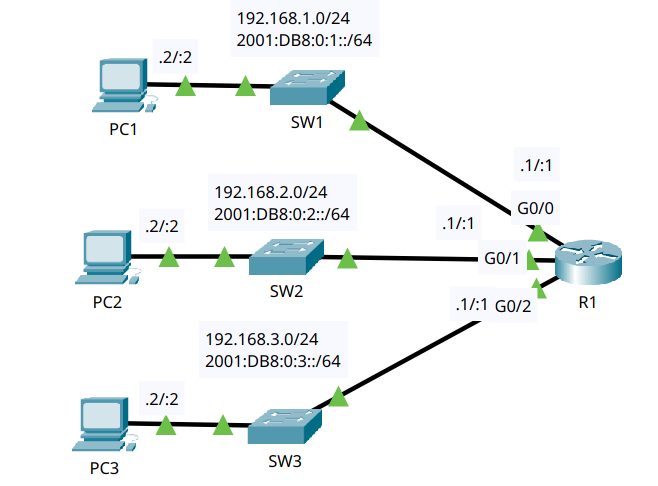 192.168.1.0/24
2001:DB8:0:1::/64
.2/:2
PC1
SW1
.1/:1
G0/0
192.168.2.0/24
2001:DB8:0:2::/64
.2/:2
.1/:1
G0/1
PC2
SW2
R1
.1/:1
G0/2
192.168.3.0/24
2001:DB8:0:3::/64
.2/:2
PC3
SW3